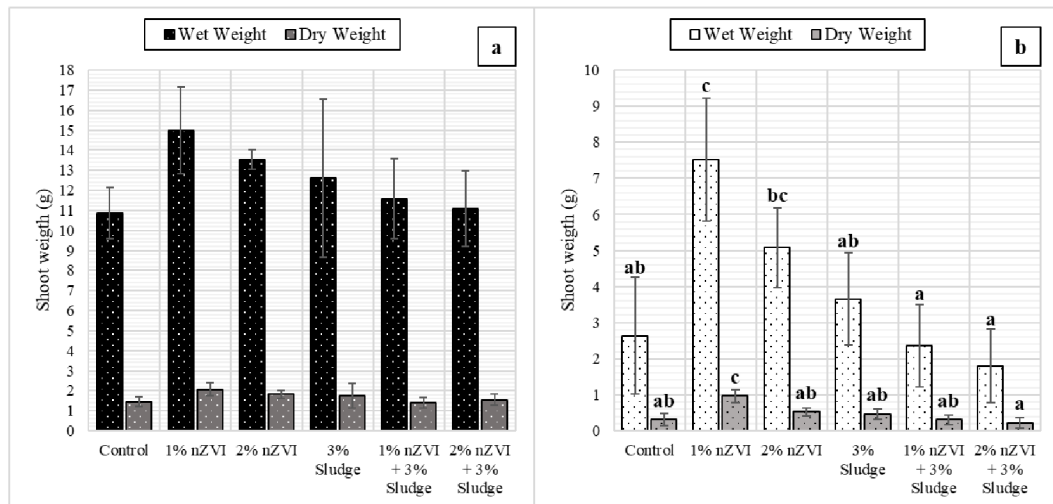 Wet Weight Dry Weight
a
Shoot weigth (g)
18
17
16
15
14
13
12
11
10
9
8
7
6
5
4
3
2
1
0
Control 1% nZVI 2% nZVI 3% Sludge 1% nZVI + 3% Sludge 2% nZVI + 3% Sludge
Wet Weight Dry Weight
b
Shoot weigth (g)
10
9
8
7
6
5
4
3
2
1
0
ab ab
c c
bc ab
ab ab
a ab
a a
Control 1% nZVI 2% nZVI 3% Sludge 1% nZVI + 3% Sludge 2% nZVI + 3% Sludge